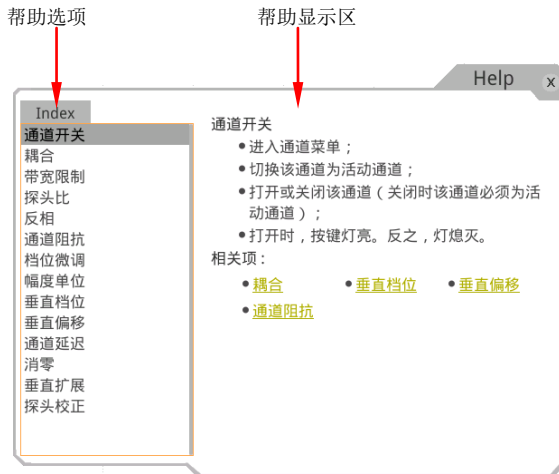 帮助选项
帮助显示区
Help
x
Index
通道开关
耦合
带宽限制
探头比
反相
通道阻抗
档位微调
幅度单位
垂直档位
垂直偏移
通道延迟
消零
垂直扩展
探头校正
通道开关
●进入通道菜单；
●切换该通道为活动通道；
●打开或关闭该通道（关闭时该通道必须为活
动通道）；
●打开时，按键灯亮。反之，灯熄灭。
相关项：
●耦合 ●垂直档位 ●垂直偏移
●通道阻抗